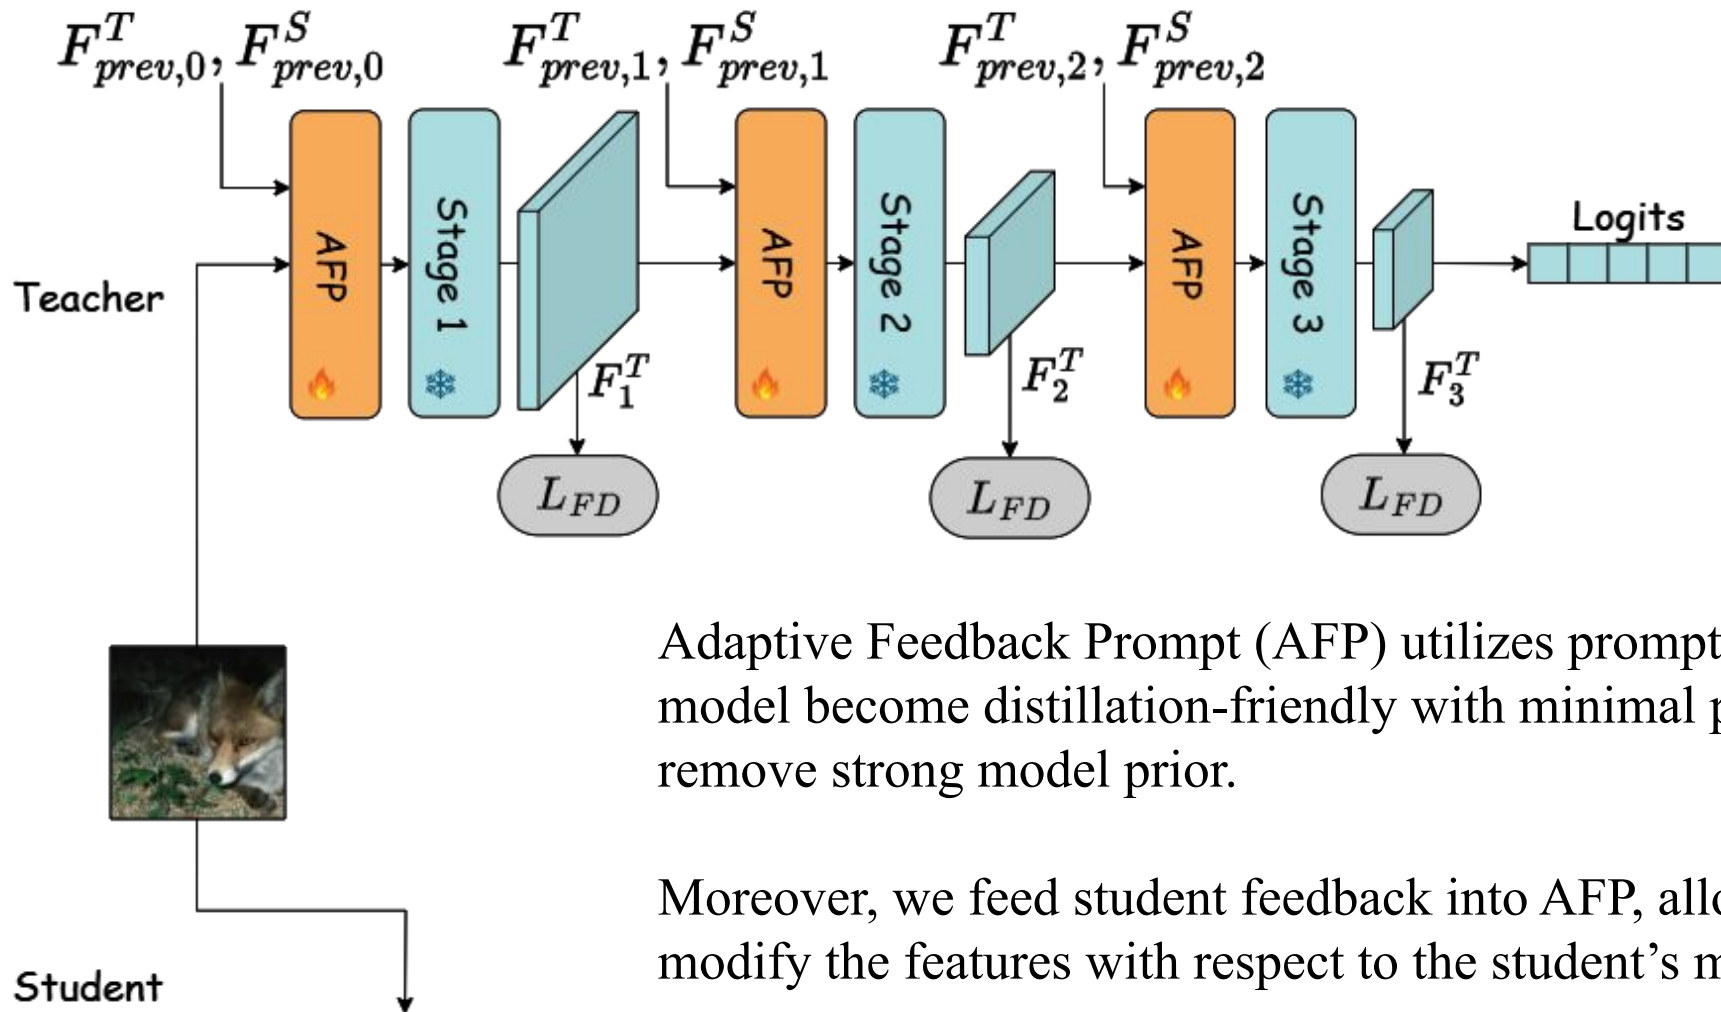 F^T_{prev,0}, F^S_{prev,0} F^T_{prev,1}, F^S_{prev,1} F^T_{prev,2}, F^S_{prev,2}
AFP
Stage 1
AFP
Stage 2
AFP
Stage 3
Logits
Teacher
F^T_1
F^T_2
F^T_3
L_{FD}
L_{FD}
L_{FD}
Adaptive Feedback Prompt (AFP) utilizes prompt
model become distillation-friendly with minimal
remove strong model prior.
Moreover, we feed student feedback into AFP,
modify the features with respect to the student’s
Student